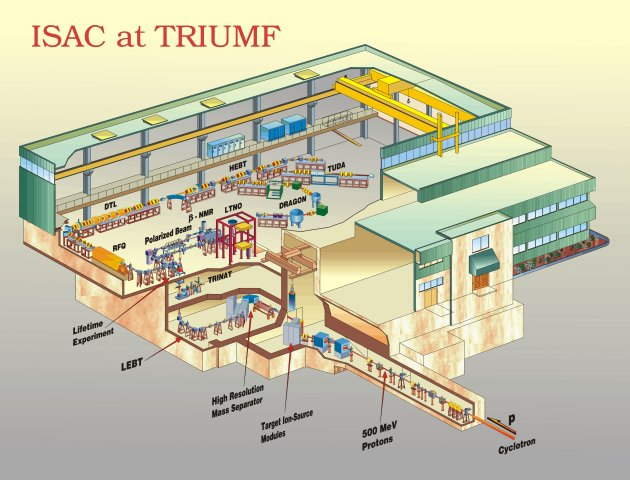 ISAC at TRIUMF
HEBT
TUDA
DTL
DRAGON
β - NMR
LTNO
Polarized Beam
RFQ
TRINAT
Lifetime
Experiment
LEBT
High Resolution
Mass Separator
Target Ion-Source
Modules
500 MeV
Protons
p
Cyclotron